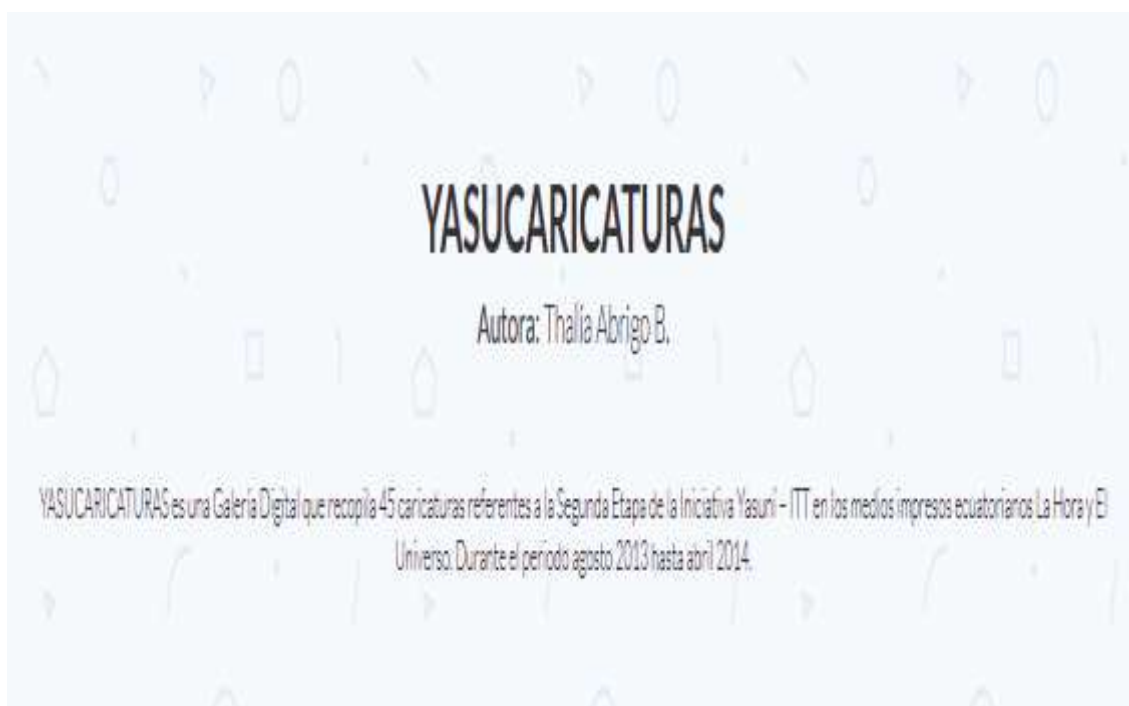 YASUCARICATURAS
Autora: Thalía Abrigo B.
YASUCARICATURAS es una Galería Digital que recopila 45 caricaturas referentes a la Segunda Etapa de la Iniciativa Yasuní – ITT en los medios impresos ecuatorianos La Hora y El
Universo. Durante el periodo agosto 2013 hasta abril 2014.